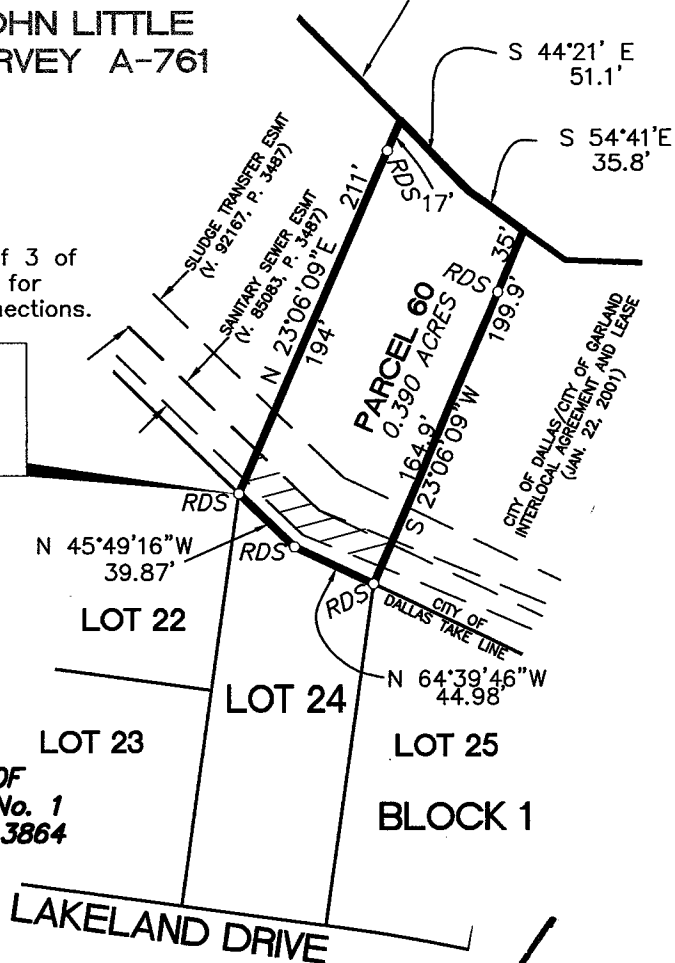 OHN LITTLE
RVEY A-761
S 44°21' E
51.1'
S 54°41'E
35.8'
SLUDGE TRANSFER ESMT
(V. 92167, P. 3487)
SANITARY SEWER ESMT
(V. 85083, P. 3487)
211'
RDS
17'
N 23°06'09"E
194'
35'
RDS
199.9'
PARCEL 60
0.390 ACRES
164.9'
S 23°06'09"W
CITY OF DALLAS/CITY OF GARLAND
INTERLOCAL AGREEMENT AND LEASE
(JAN. 22, 2001)
f 3 of
for
nections.
RDS
N 45°49'16"W
39.87'
RDS
RDS
CITY OF
DALLAS TAKE LINE
N 64°39'46"W
44.98'
LOT 22
LOT 24
LOT 23
LOT 25
BLOCK 1
OF
No. 1
3864
LAKELAND DRIVE